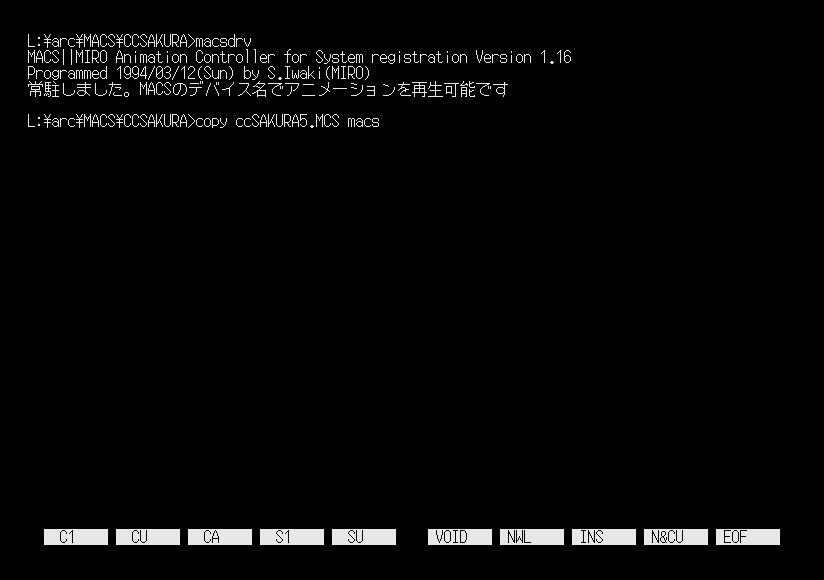 L:¥arc¥MACS¥CCSAKURA>macsdrv
MACS||MIRO Animation Controller for System registration Version 1.16
Programmed 1994/03/12(Sun) by S.Iwaki(MIRO)
常駐しました。MACSのデバイス名でアニメーションを再生可能です
L:¥arc¥MACS¥CCSAKURA>copy ccSAKURA5.MCS macs
C1 CU CA S1 SU VOID NWL INS N&CU EOF